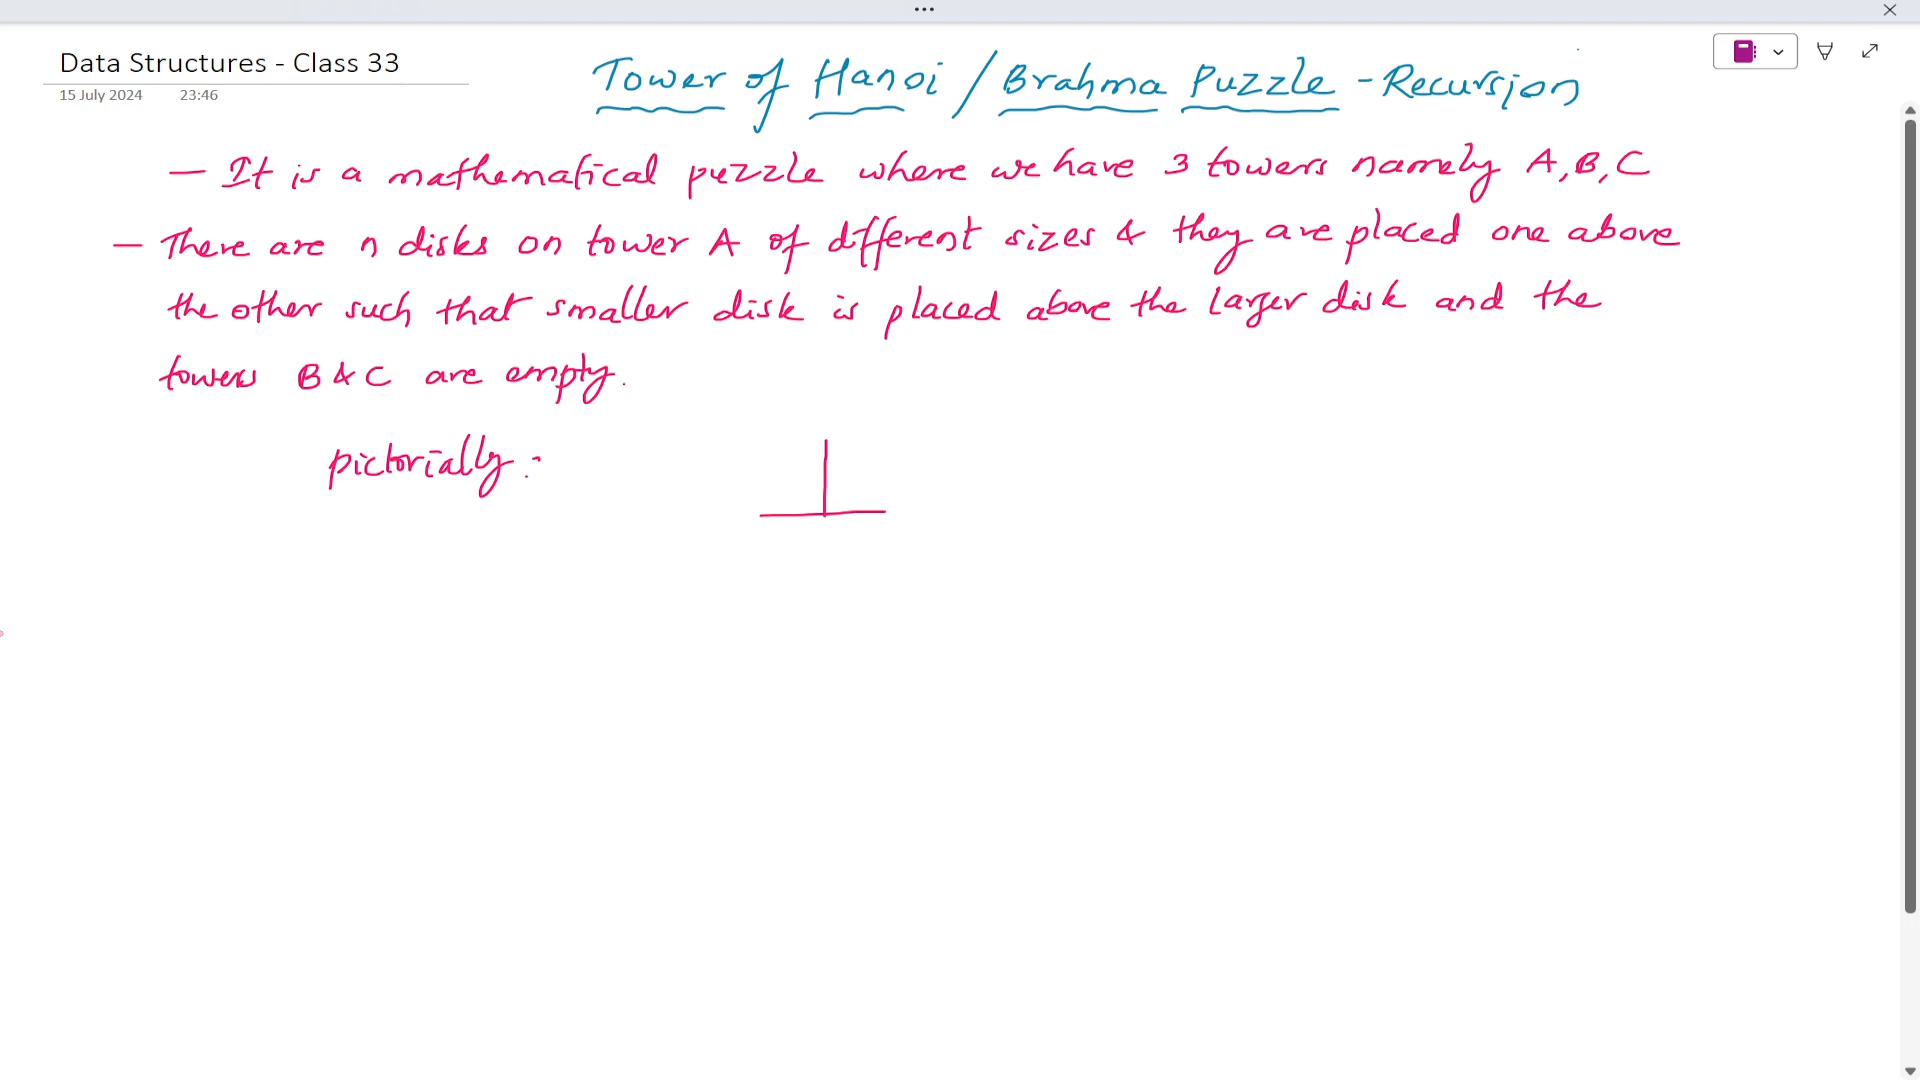 Data Structures - Class 33
15 July 2024 23:46
Tower of Hanoi / Brahma Puzzle - Recursion
— It is a mathematical puzzle where we have 3 towers namely A, B, C
— There are n disks on tower A of different sizes & they are placed one above
the other such that smaller disk is placed above the larger disk and the
towers B & C are empty.
pictorially :